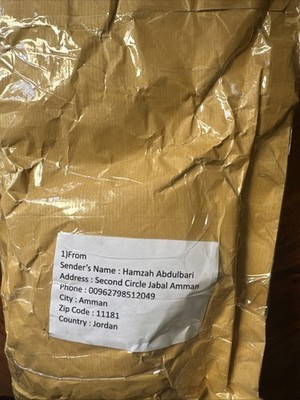 1)From
Sender's Name : Hamzah Abdulbari
Address : Second Circle Jabal Amman
Phone : 00962798512049
City : Amman
Zip Code : 11181
Country : Jordan